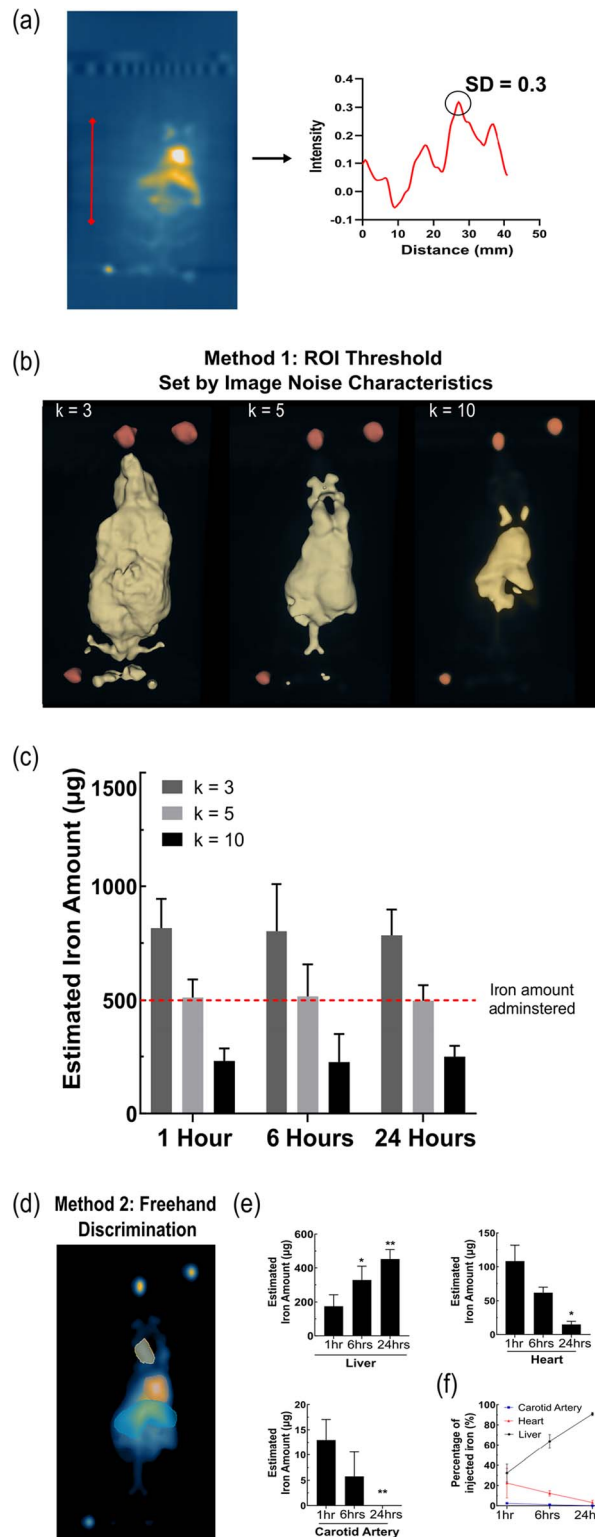 (a)
SD = 0.3
0.4
0.3
0.2
0.1
0.0
-0.1
Intensity
0 10 20 30 40 50
Distance (mm)
(b)
Method 1: ROI Threshold
Set by Image Noise Characteristics
k = 3
k = 5
k = 10
(c)
Estimated Iron Amount (µg)
1500
1000
500
0
k = 3
k = 5
k = 10
Iron amount
adminstered
1 Hour 6 Hours 24 Hours
(d)
Method 2: Freehand
Discrimination
(e)
Estimated
Iron Amount (µg)
600
400
200
0
*
**
1hr 6hrs 24hrs
Liver
Estimated
Iron Amount (µg)
150
100
50
0
*
1hr 6hrs 24hrs
Heart
Estimated
Iron Amount (µg)
20
15
10
5
0
**
1hr 6hrs 24hrs
Carotid Artery
(f)
Percentage of
injected iron (%)
100
80
60
40
20
0
Carotid Artery
Heart
Liver
1hr 6hrs 24hrs